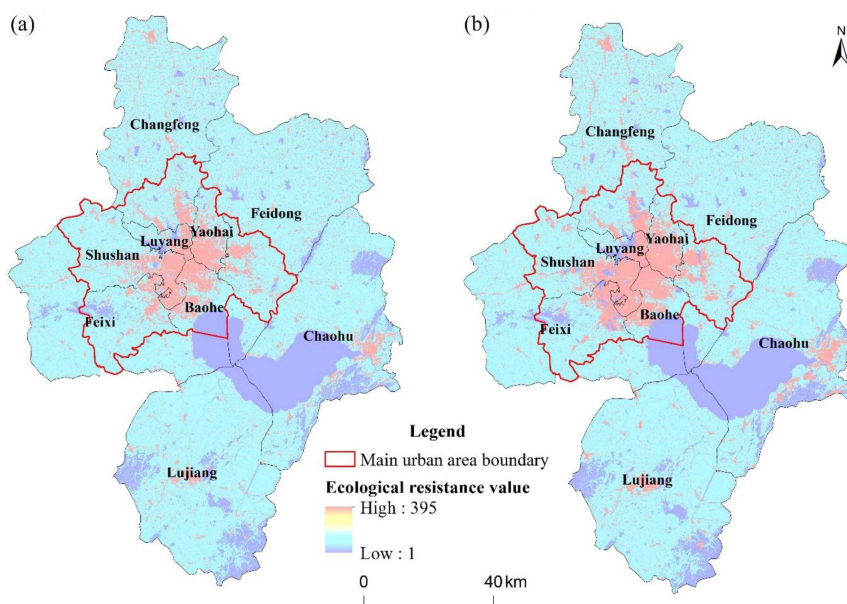 (a)
Changfeng
Feidong
Yaohai
Luyang
Shushan
Baohe
Feixi
Chaohu
Lujiang
(b)
N
Changfeng
Feidong
Yaohai
Luyang
Shushan
Baohe
Feixi
Chaohu
Lujiang
Legend
Main urban area boundary
Ecological resistance value
High : 395
Low : 1
0 40 km